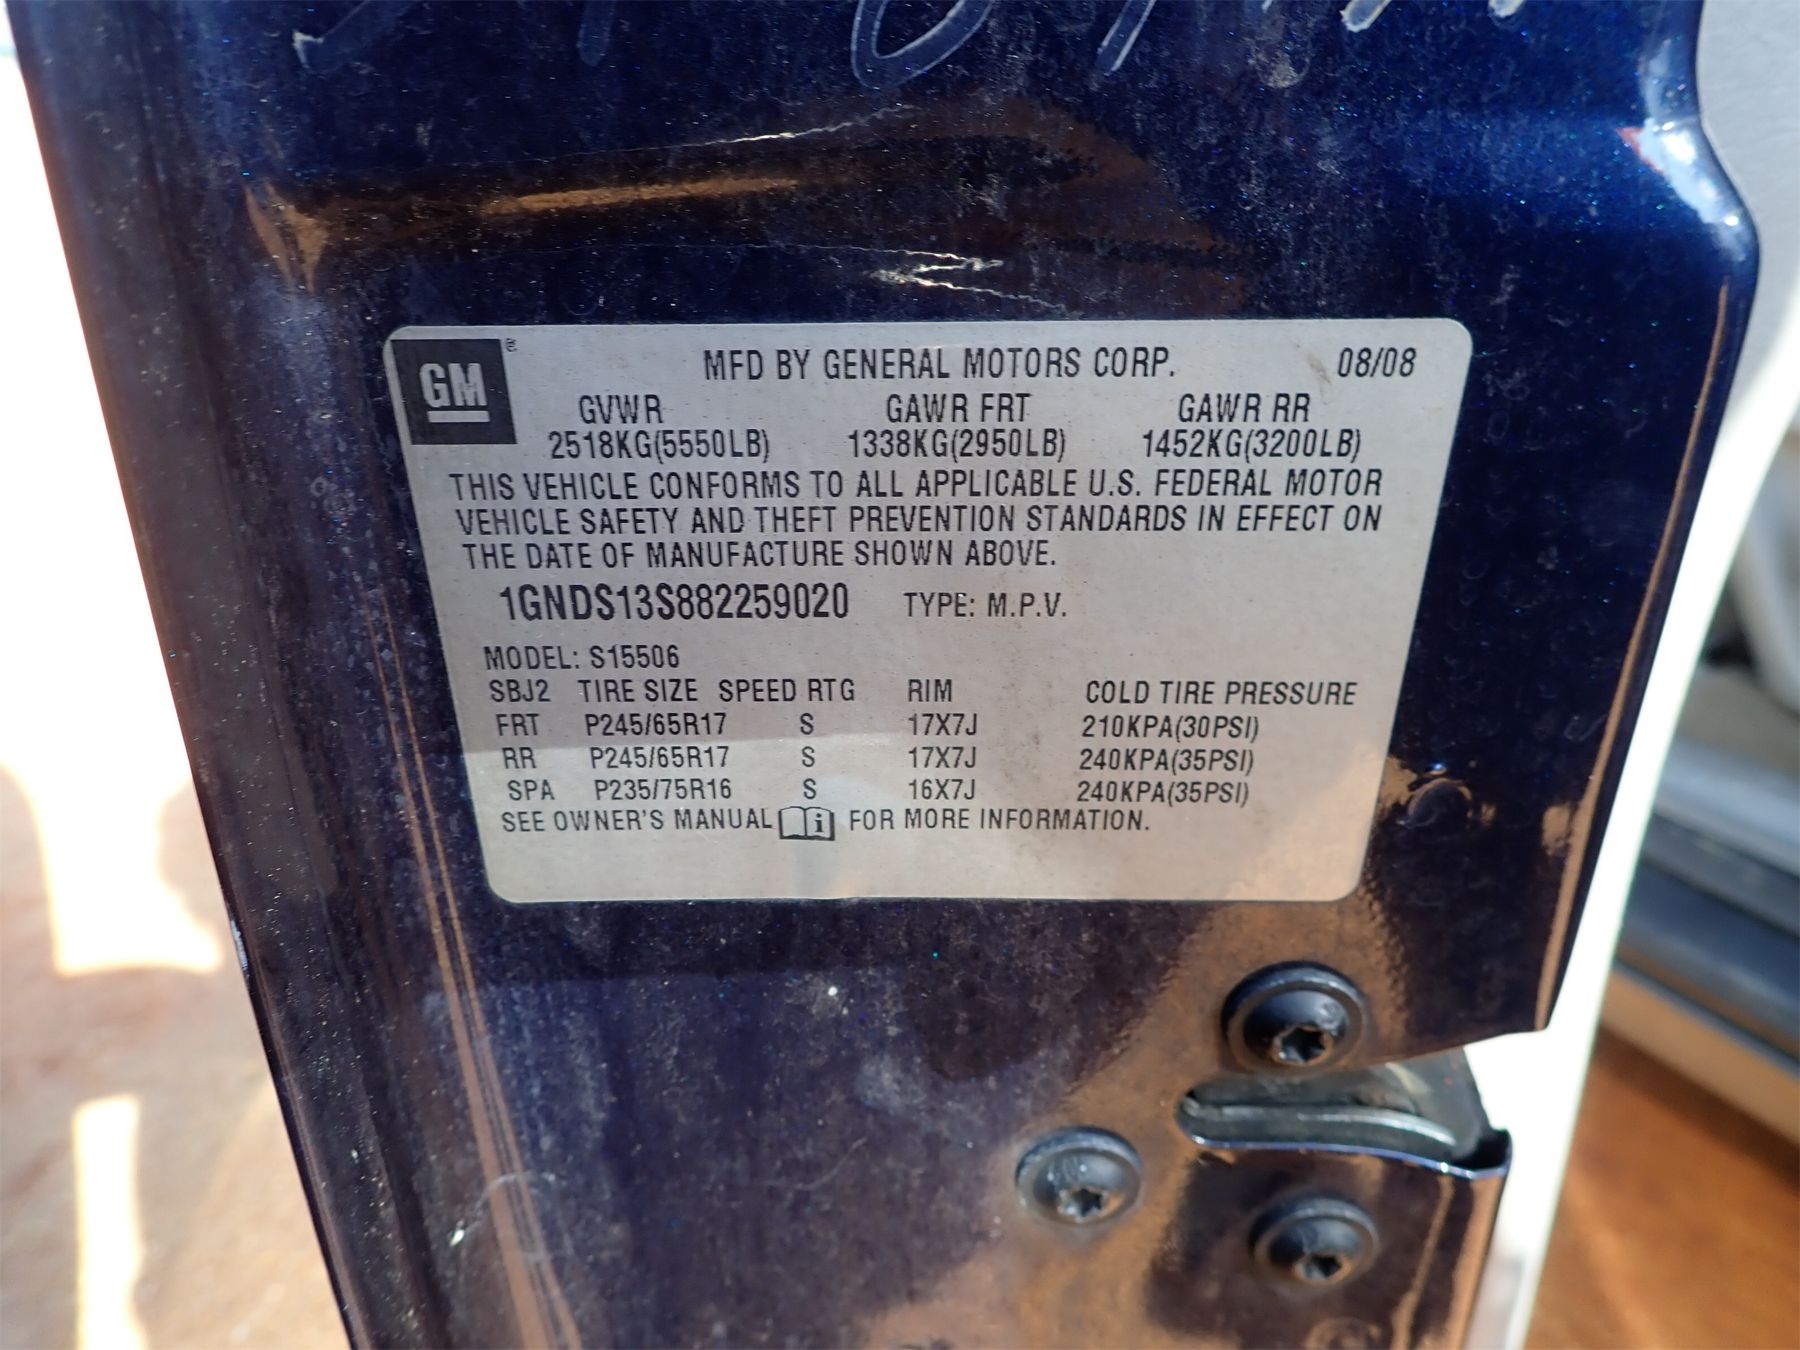 GM
MFD BY GENERAL MOTORS CORP. 08/08
GVWR GAWR FRT GAWR RR
2518KG(5550LB) 1338KG(2950LB) 1452KG(3200LB)
THIS VEHICLE CONFORMS TO ALL APPLICABLE U.S. FEDERAL MOTOR
VEHICLE SAFETY AND THEFT PREVENTION STANDARDS IN EFFECT ON
THE DATE OF MANUFACTURE SHOWN ABOVE.
1GNDS13S882259020 TYPE: M.P.V.
MODEL: S15506
SBJ2 TIRE SIZE SPEED RTG RIM COLD TIRE PRESSURE
FRT P245/65R17 S 17X7J 210KPA(30PSI)
RR P245/65R17 S 17X7J 240KPA(35PSI)
SPA P235/75R16 S 16X7J 240KPA(35PSI)
SEE OWNER'S MANUAL i FOR MORE INFORMATION.